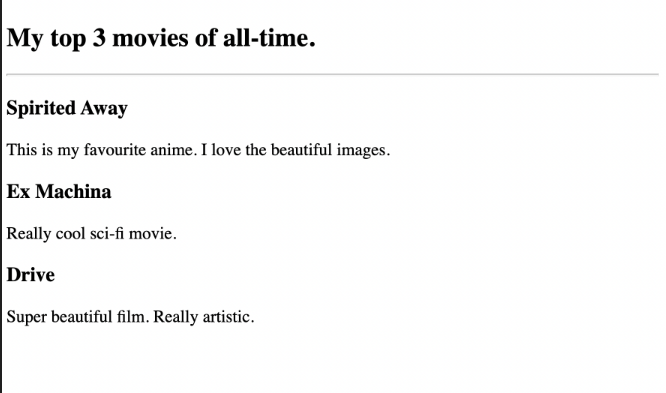 My top 3 movies of all-time.
Spirited Away
This is my favourite anime. I love the beautiful images.
Ex Machina
Really cool sci-fi movie.
Drive
Super beautiful film. Really artistic.